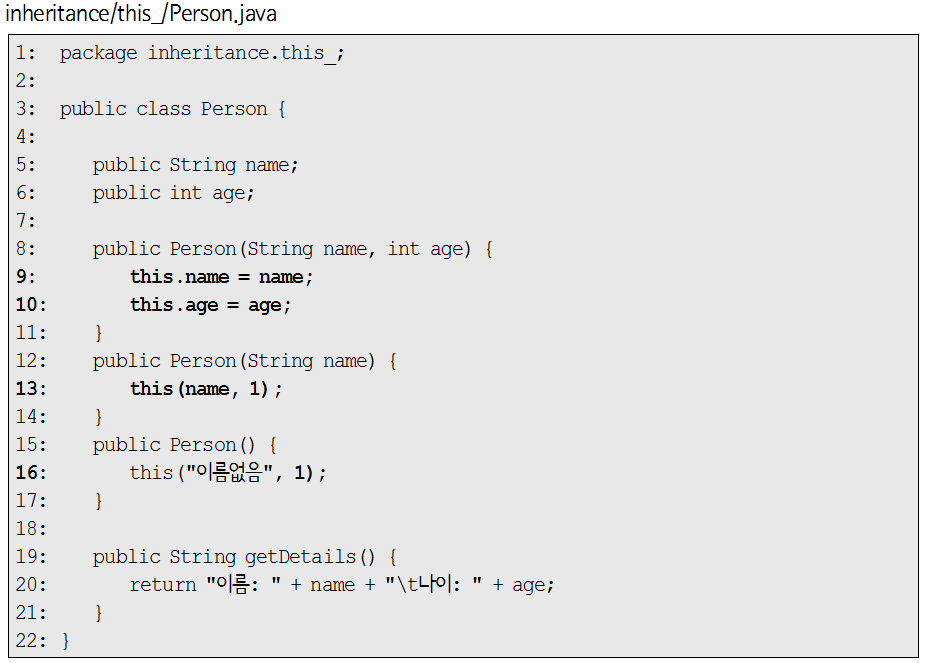 inheritance/this_/Person.java
1: package inheritance.this_;
2:
3: public class Person {
4:
5: public String name;
6: public int age;
7:
8: public Person(String name, int age) {
9: this.name = name;
10: this.age = age;
11: }
12: public Person(String name) {
13: this(name, 1);
14: }
15: public Person() {
16: this("이름없음", 1);
17: }
18:
19: public String getDetails() {
20: return "이름: " + name + "\t나이: " + age;
21: }
22: }